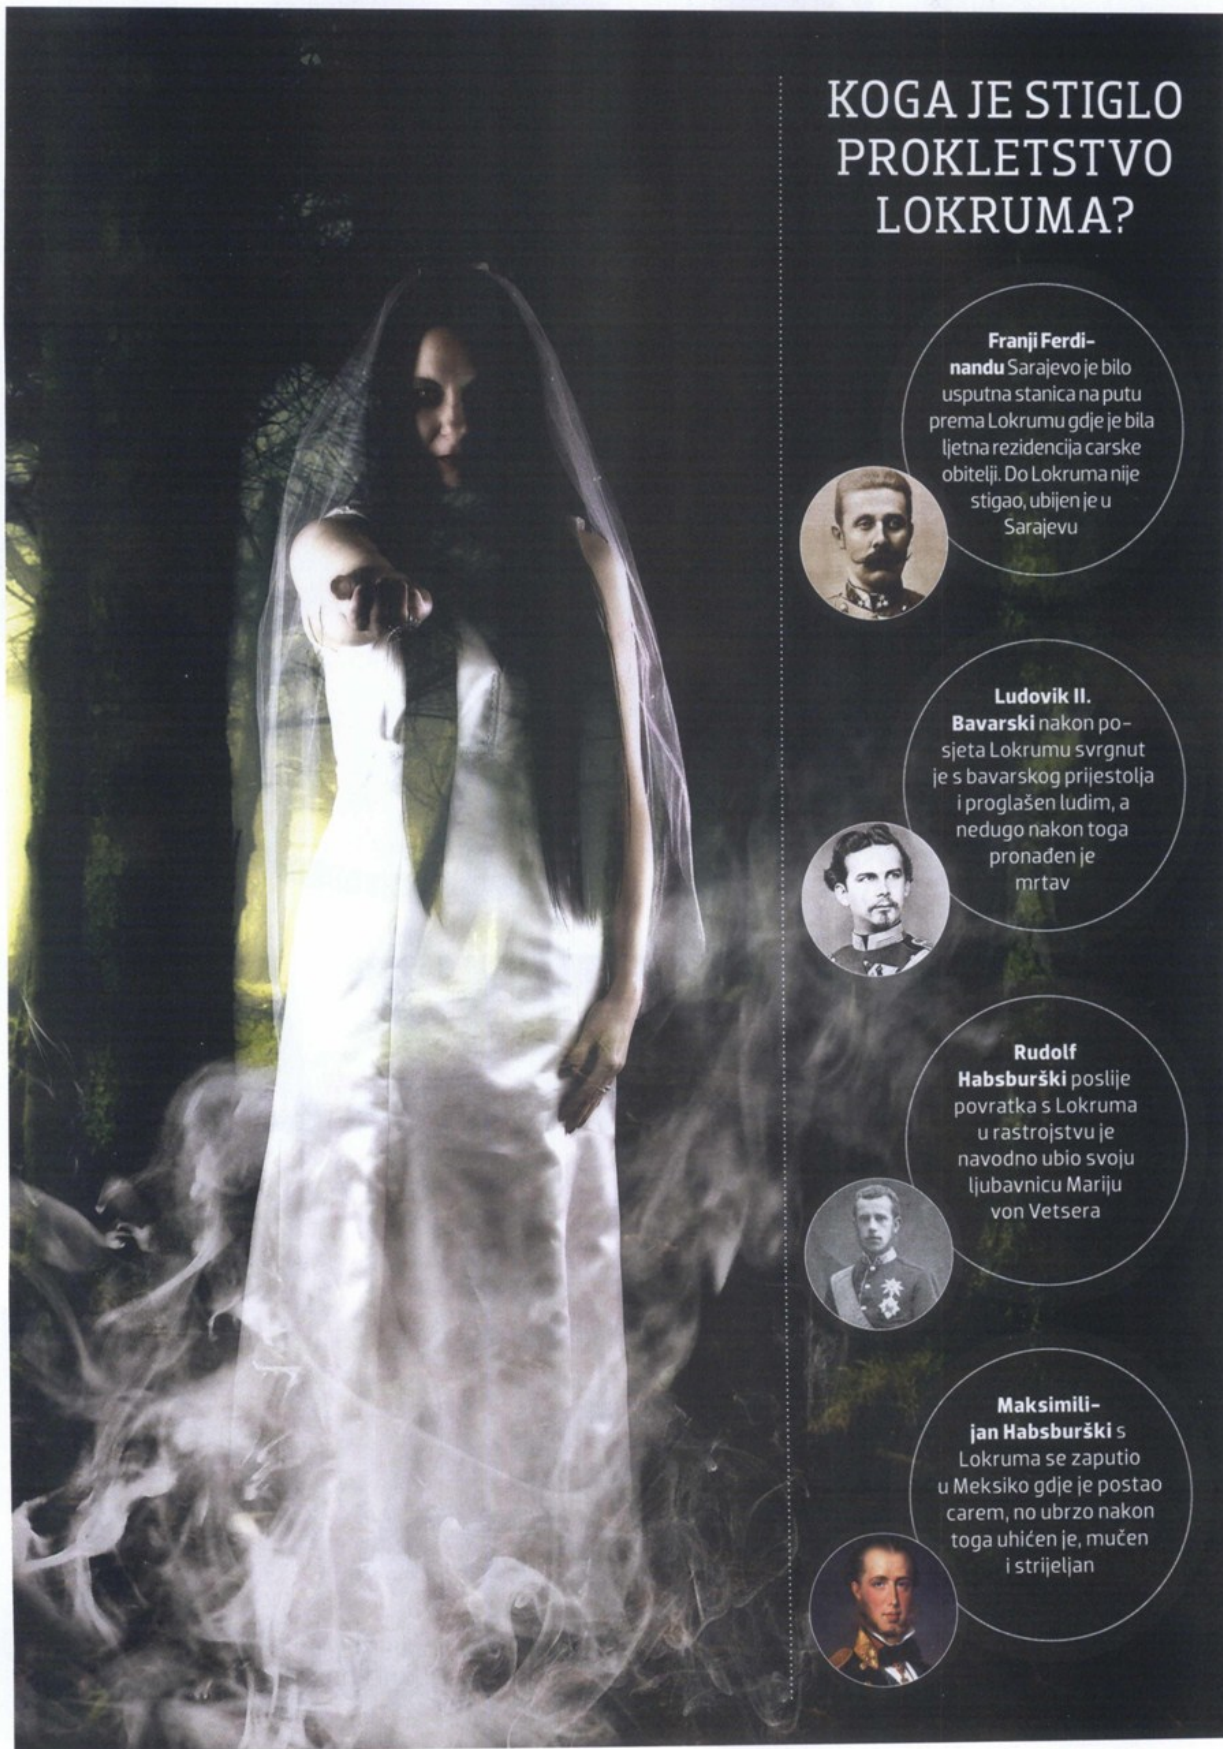 KOGA JE STIGLO
PROKLETSTVO
LOKRUMA?
Franji Ferdi-
nandu Sarajevo je bilo
usputna stanica na putu
prema Lokrumu gdje je bila
ljetna rezidencija carske
obitelji. Do Lokruma nije
stigao, ubijen je u
Sarajevu
Ludovik II.
Bavarski nakon po-
sjeta Lokrumu svrgnut
je s bavarskog prijestolja
i proglašen ludim, a
nedugo nakon toga
pronađen je
mrtav
Rudolf
Habsburški poslije
povratka s Lokruma
u rastrojstvu je
navodno ubio svoju
ljubavnicu Mariju
von Vetsera
Maksimili-
jan Habsburški s
Lokruma se zaputio
u Meksiko gdje je postao
carem, no ubrzo nakon
toga uhićen je, mučen
i strijeljan